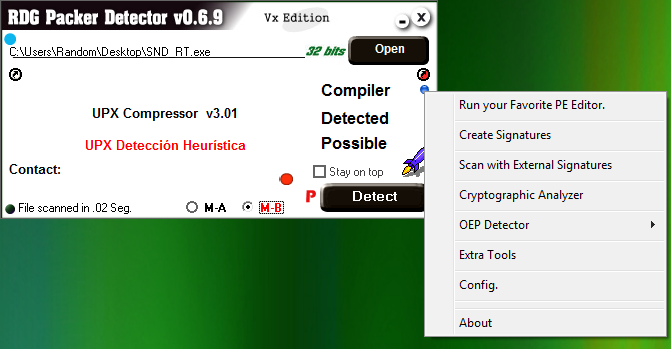 RDG Packer Detector v0.6.9 Vx Edition
C:\Users\Random\Desktop\SND_RT.exe 32 bits Open
Compiler
UPX Compressor v3.01 Detected
UPX Detección Heurística Possible
Contact: Stay on top
P Detect
File scanned in .02 Seg. M-A M-B
Run your Favorite PE Editor.
Create Signatures
Scan with External Signatures
Cryptographic Analyzer
OEP Detector
Extra Tools
Config.
About